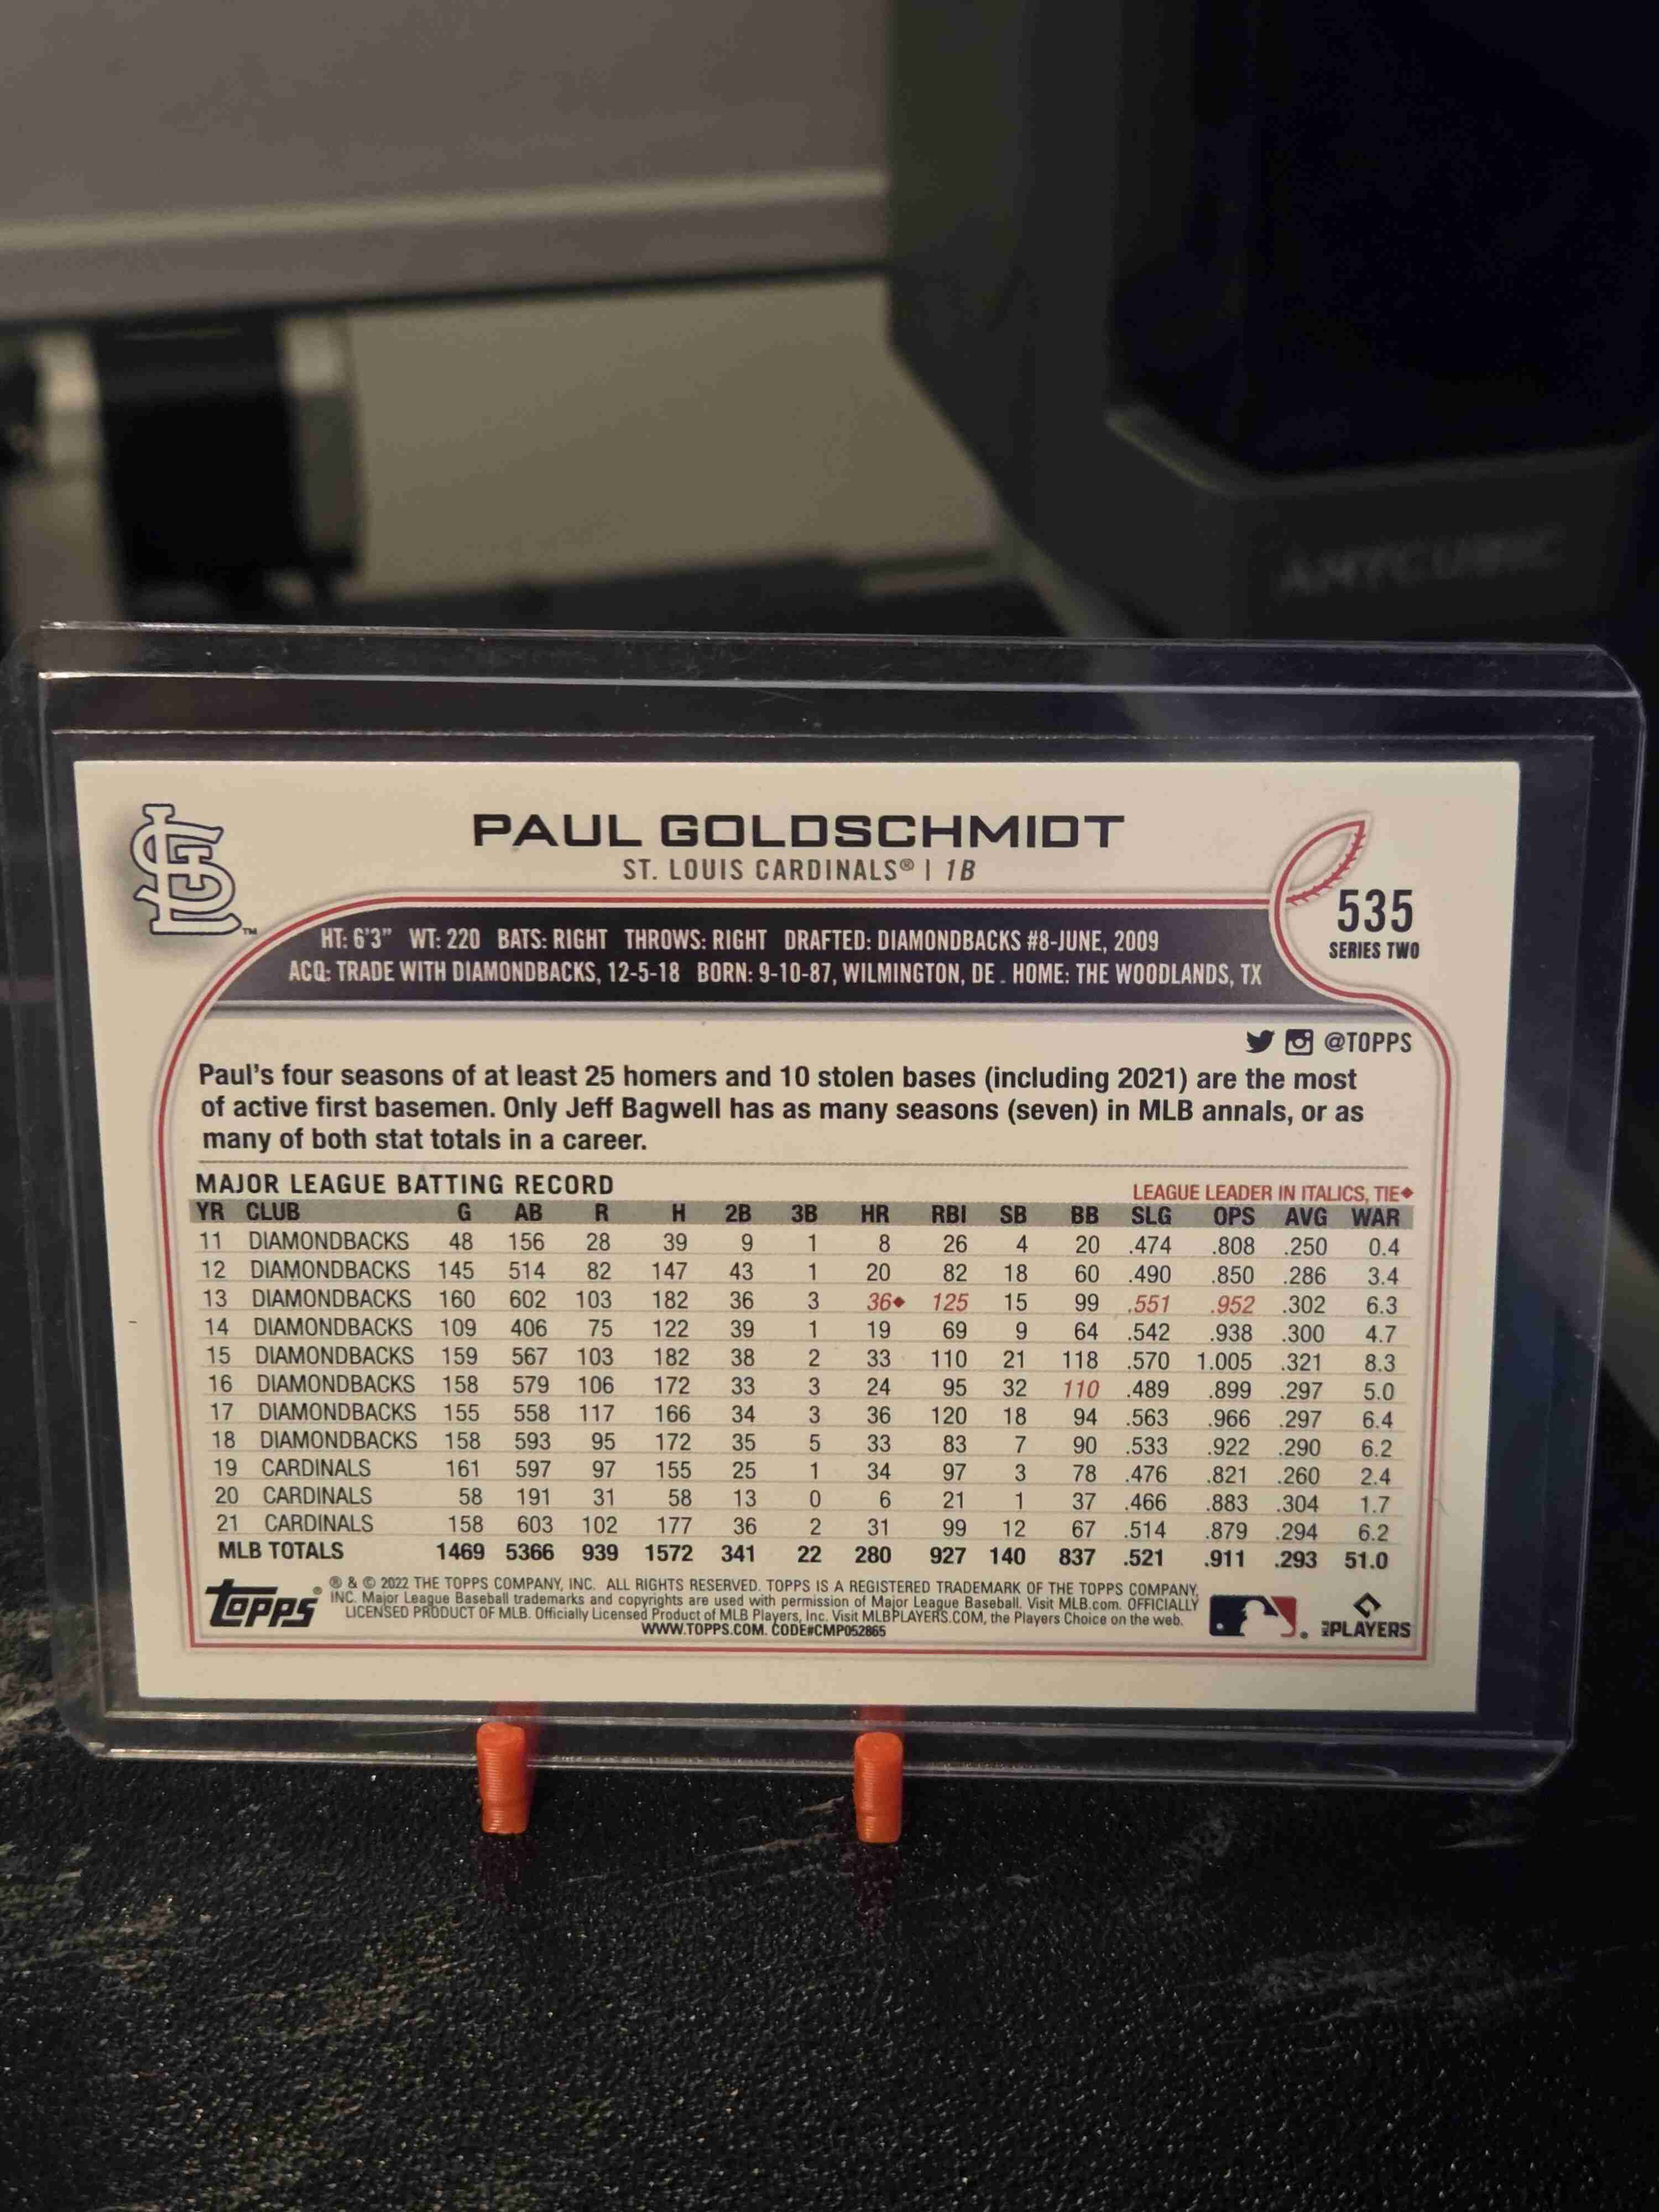 ANYCUBIC
PAUL GOLDSCHMIDT
ST. LOUIS CARDINALS® | 1B
STL™
535
SERIES TWO
HT: 6'3" WT: 220 BATS: RIGHT THROWS: RIGHT DRAFTED: DIAMONDBACKS #8-JUNE, 2009
ACQ: TRADE WITH DIAMONDBACKS, 12-5-18 BORN: 9-10-87, WILMINGTON, DE. HOME: THE WOODLANDS, TX
@TOPPS
Paul's four seasons of at least 25 homers and 10 stolen bases (including 2021) are the most
of active first basemen. Only Jeff Bagwell has as many seasons (seven) in MLB annals, or as
many of both stat totals in a career.
MAJOR LEAGUE BATTING RECORD LEAGUE LEADER IN ITALICS, TIE◆
YR CLUB G AB R H 2B 3B HR RBI SB BB SLG OPS AVG WAR
11 DIAMONDBACKS 48 156 28 39 9 1 8 26 4 20 .474 .808 .250 0.4
12 DIAMONDBACKS 145 514 82 147 43 1 20 82 18 60 .490 .850 .286 3.4
13 DIAMONDBACKS 160 602 103 182 36 3 36◆ 125 15 99 .551 .952 .302 6.3
14 DIAMONDBACKS 109 406 75 122 39 1 19 69 9 64 .542 .938 .300 4.7
15 DIAMONDBACKS 159 567 103 182 38 2 33 110 21 118 .570 1.005 .321 8.3
16 DIAMONDBACKS 158 579 106 172 33 3 24 95 32 110 .489 .899 .297 5.0
17 DIAMONDBACKS 155 558 117 166 34 3 36 120 18 94 .563 .966 .297 6.4
18 DIAMONDBACKS 158 593 95 172 35 5 33 83 7 90 .533 .922 .290 6.2
19 CARDINALS 161 597 97 155 25 1 34 97 3 78 .476 .821 .260 2.4
20 CARDINALS 58 191 31 58 13 0 6 21 1 37 .466 .883 .304 1.7
21 CARDINALS 158 603 102 177 36 2 31 99 12 67 .514 .879 .294 6.2
MLB TOTALS 1469 5366 939 1572 341 22 280 927 140 837 .521 .911 .293 51.0
Topps®
® & © 2022 THE TOPPS COMPANY, INC. ALL RIGHTS RESERVED. TOPPS IS A REGISTERED TRADEMARK OF THE TOPPS COMPANY,
INC. Major League Baseball trademarks and copyrights are used with permission of Major League Baseball. Visit MLB.com. OFFICIALLY
LICENSED PRODUCT OF MLB. Officially Licensed Product of MLB Players, Inc. Visit MLBPLAYERS.COM, the Players Choice on the web.
WWW.TOPPS.COM. CODE#CMP052865
MLB PLAYERS